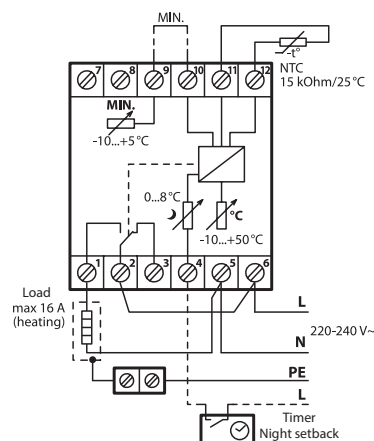 MIN.
-t°
NTC
15 kOhm/25 °C
7 8 9 10 11 12
MIN.
-10...+5 °C
0...8 °C
°C
-10...+50 °C
1 2 3 4 5 6
Load
max 16 A
(heating)
L
220-240 V~
N
PE
L
Timer
Night setback